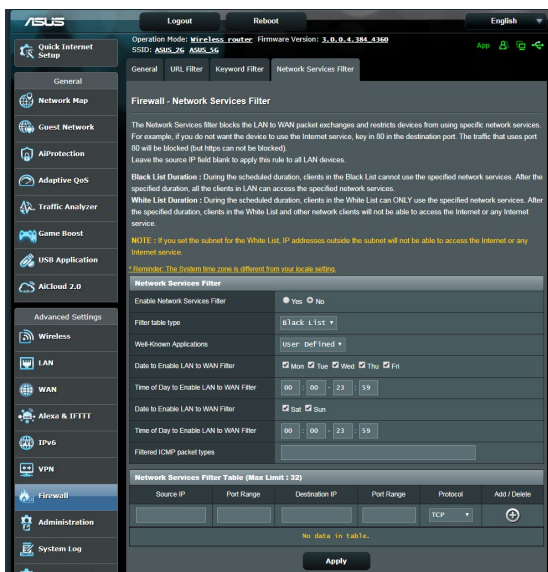 ASUS
Logout
Reboot
English
Quick Internet
Setup
Operation Mode: Wireless router Firmware Version: 3.0.0.4.384_4360
SSID: ASUS_2G ASUS_5G
App
General
URL Filter
Keyword Filter
Network Services Filter
General
Network Map
Guest Network
AiProtection
Adaptive QoS
Traffic Analyzer
Game Boost
USB Application
AiCloud 2.0
Advanced Settings
Wireless
LAN
WAN
Alexa & IFTTT
IPv6
VPN
Firewall
Administration
System Log
Firewall - Network Services Filter
The Network Services filter blocks the LAN to WAN packet exchanges and restricts devices from using specific network services.
For example, if you do not want the device to use the Internet service, key in 80 in the destination port. The traffic that uses port
80 will be blocked (but https can not be blocked).
Leave the source IP field blank to apply this rule to all LAN devices.
Black List Duration : During the scheduled duration, clients in the Black List cannot use the specified network services. After the
specified duration, all the clients in LAN can access the specified network services.
White List Duration : During the scheduled duration, clients in the White List can ONLY use the specified network services. After
the specified duration, clients in the White List and other network clients will not be able to access the Internet or any Internet
service.
NOTE : If you set the subnet for the White List, IP addresses outside the subnet will not be able to access the Internet or any
Internet service.
* Reminder: The System time zone is different from your locale setting.
Network Services Filter
Enable Network Services Filter
Yes No
Filter table type
Black List
Well-Known Applications
User Defined
Date to Enable LAN to WAN Filter
Mon Tue Wed Thu Fri
Time of Day to Enable LAN to WAN Filter
00 : 00 - 23 : 59
Date to Enable LAN to WAN Filter
Sat Sun
Time of Day to Enable LAN to WAN Filter
00 : 00 - 23 : 59
Filtered ICMP packet types
Network Services Filter Table (Max Limit : 32)
Source IP
Port Range
Destination IP
Port Range
Protocol
Add / Delete
TCP
No data in table.
Apply